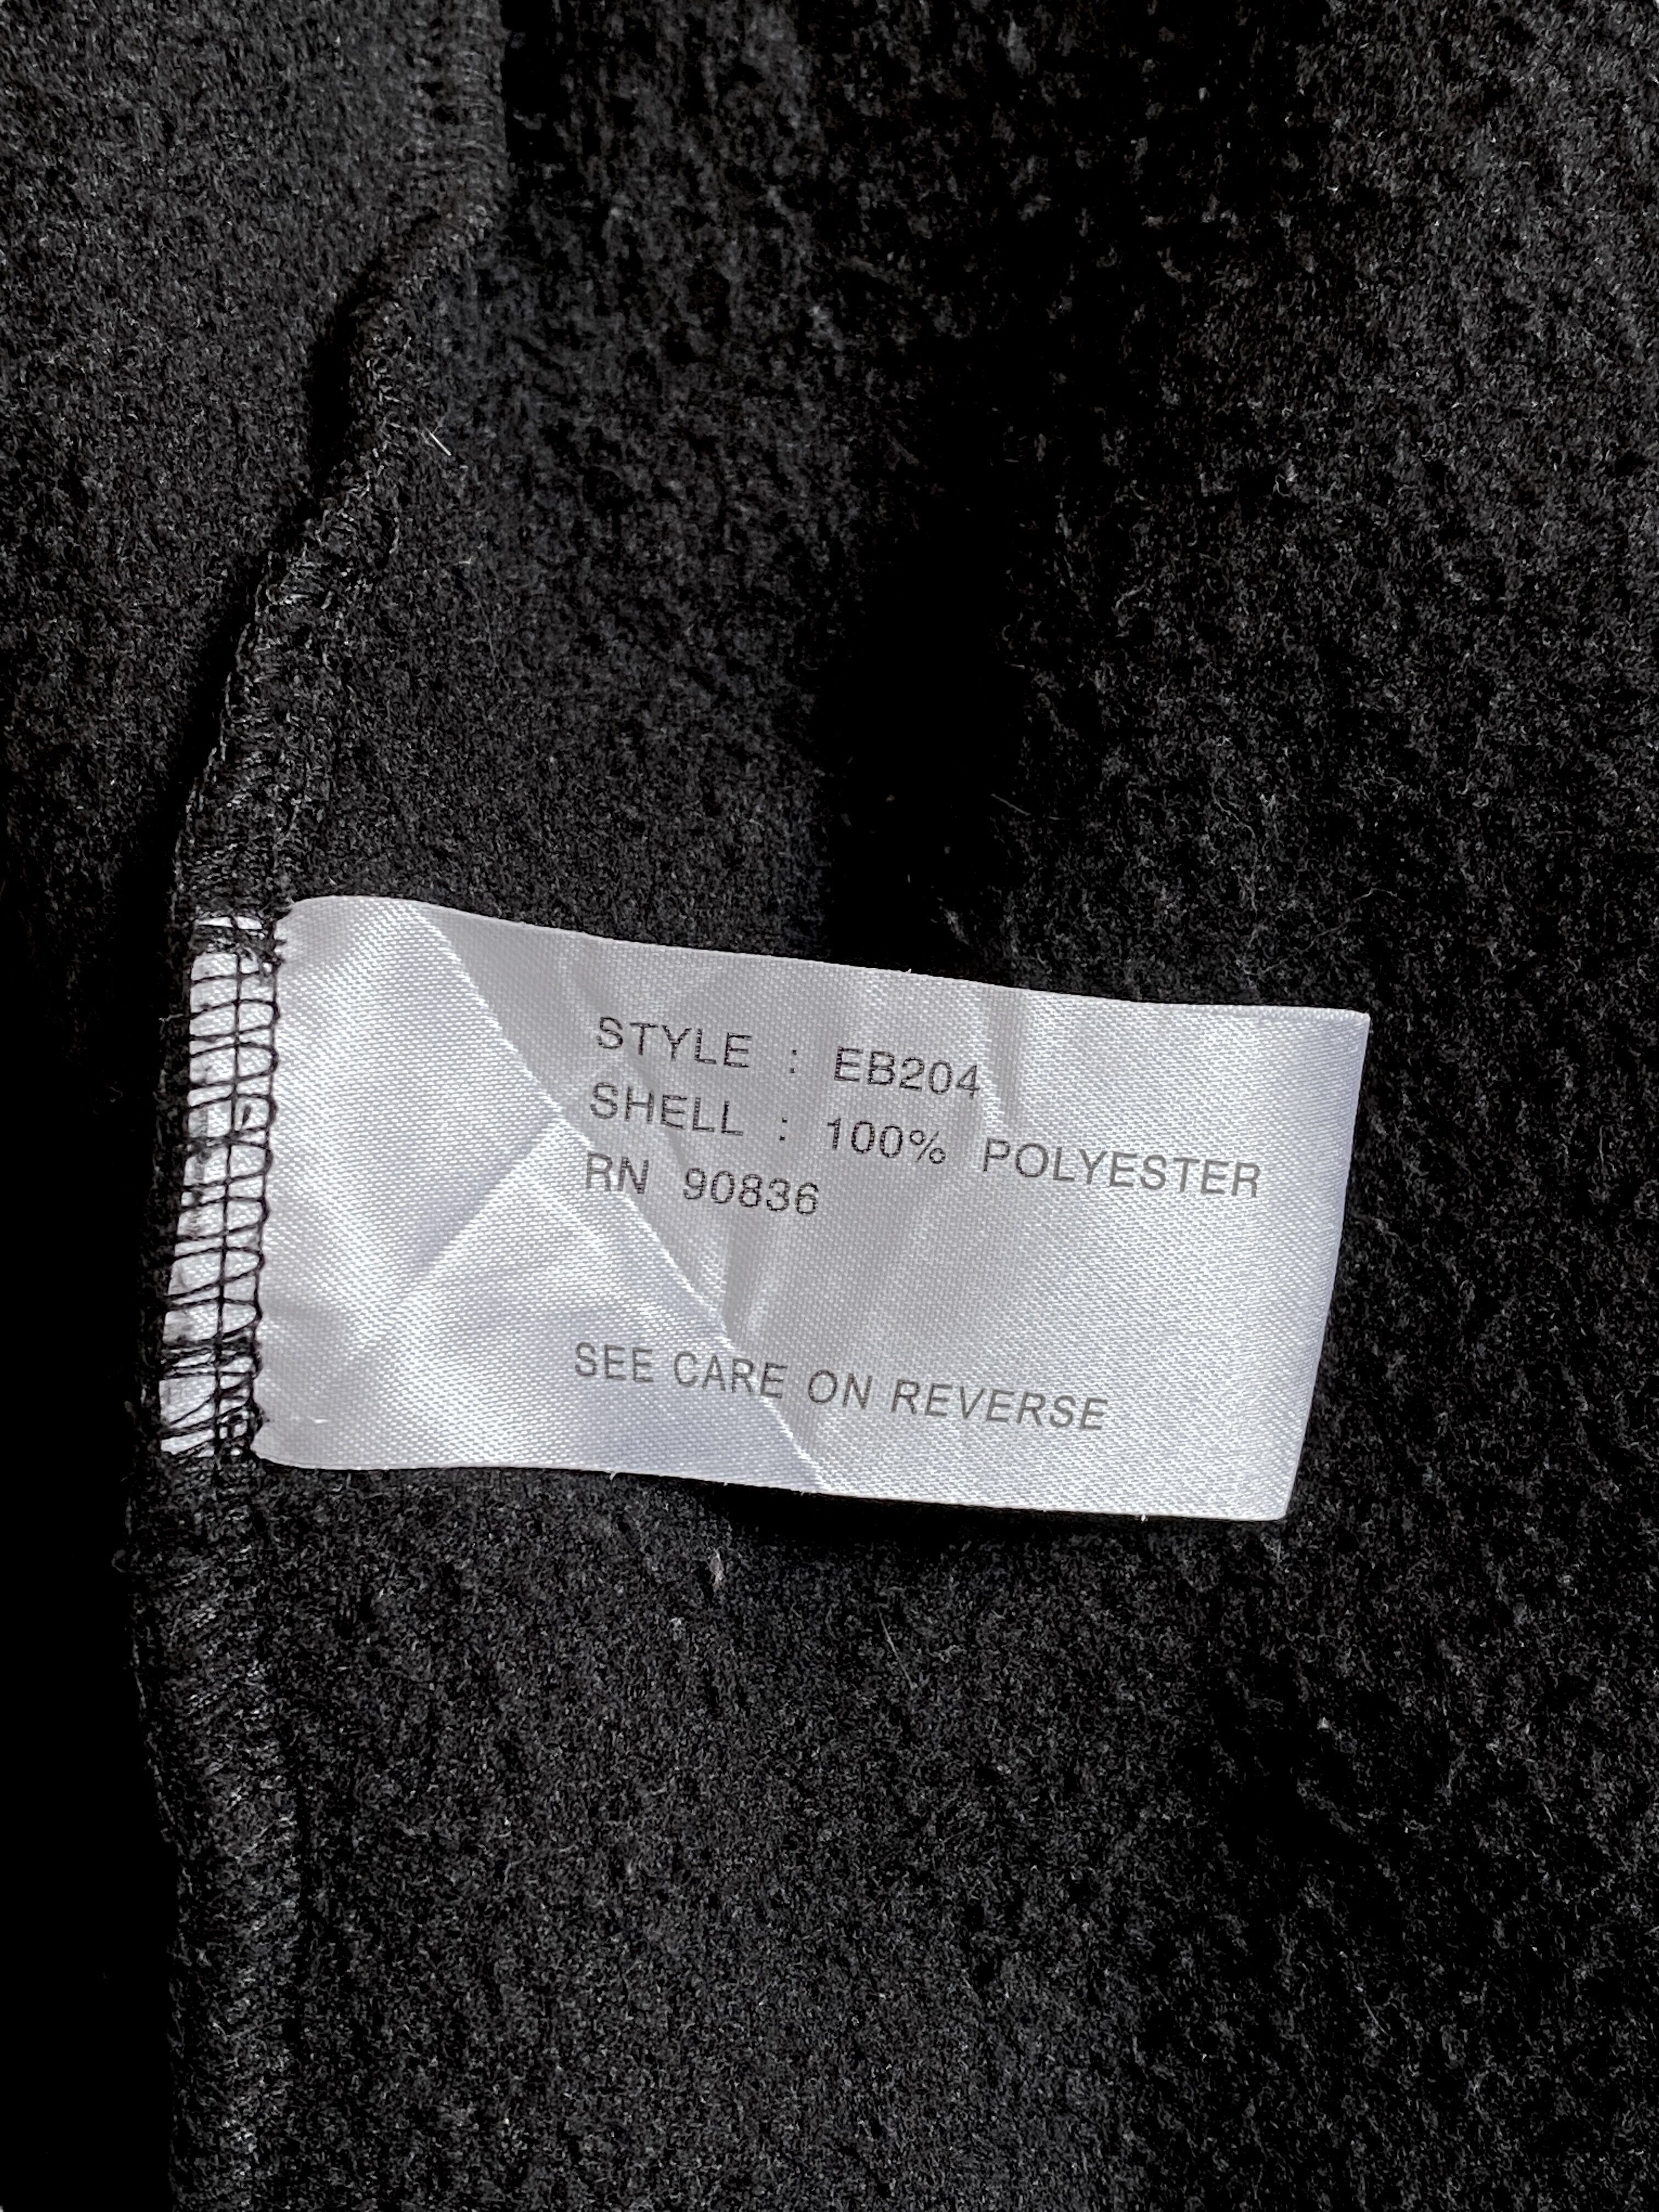 STYLE : EB204
SHELL : 100% POLYESTER
RN 90836
SEE CARE ON REVERSE